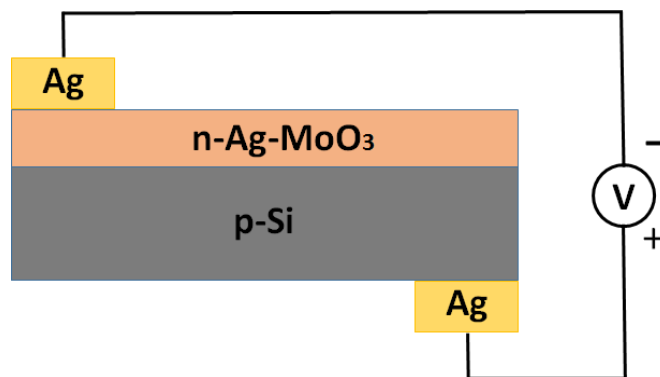 Ag
n-Ag-MoO₃
−
V
p-Si
+
Ag